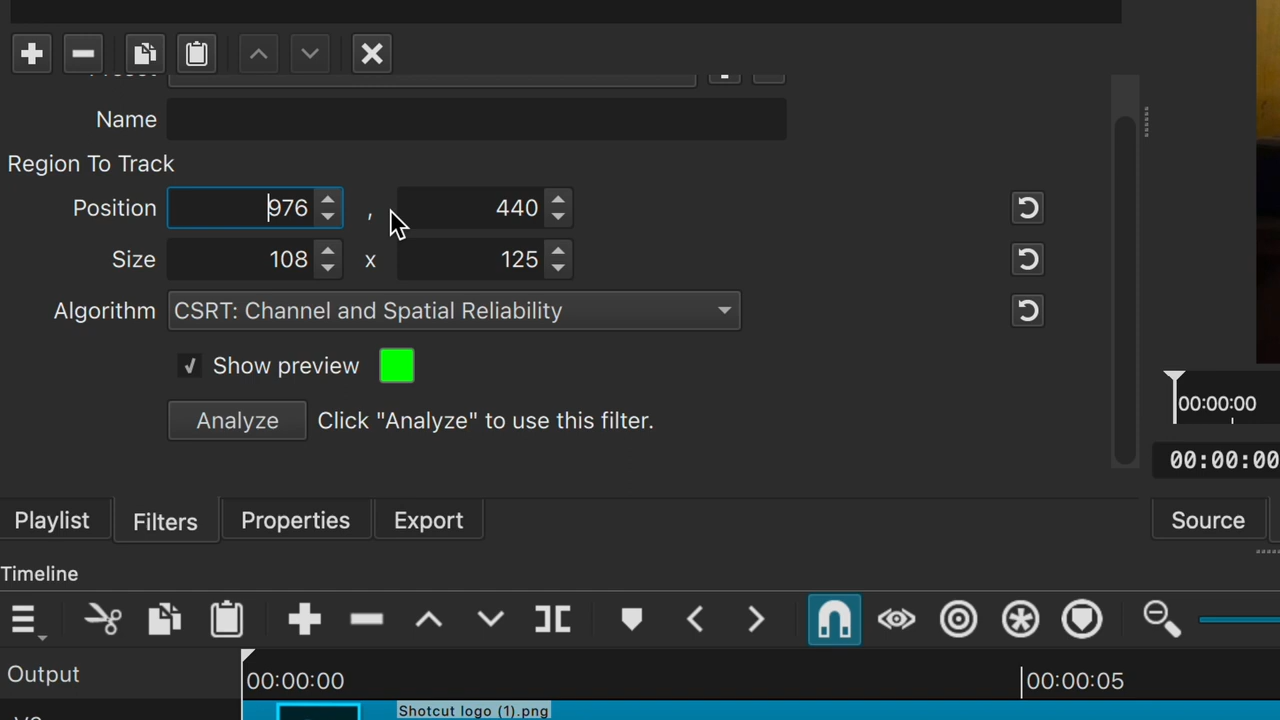 Preset
Name
Region To Track
Position 976 , 440
Size 108 x 125
Algorithm CSRT: Channel and Spatial Reliability
Show preview
Analyze Click "Analyze" to use this filter.
00:00:00
00:00:00
Playlist Filters Properties Export
Source
Timeline
Output 00:00:00 00:00:05
Shotcut logo (1).png